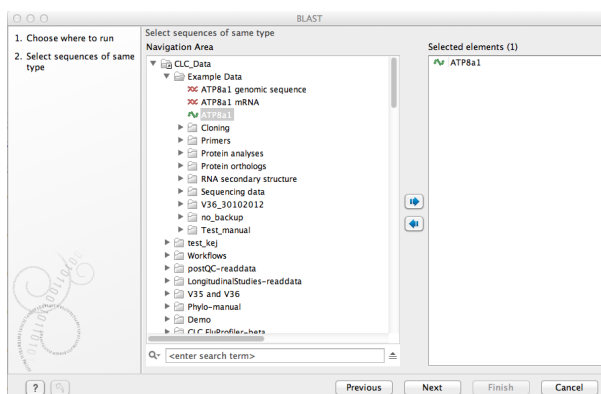 BLAST
1. Choose where to run
2. Select sequences of same
type
Select sequences of same type
Navigation Area
CLC_Data
Example Data
ATP8a1 genomic sequence
ATP8a1 mRNA
ATP8a1
Cloning
Primers
Protein analyses
Protein orthologs
RNA secondary structure
Sequencing data
V36_30102012
no_backup
Test_manual
test_kej
Workflows
postQC-readdata
LongitudinalStudies-readdata
V35 and V36
Phylo-manual
Demo
CLC FluProfiler-beta
<enter search term>
Selected elements (1)
ATP8a1
?
Previous
Next
Finish
Cancel